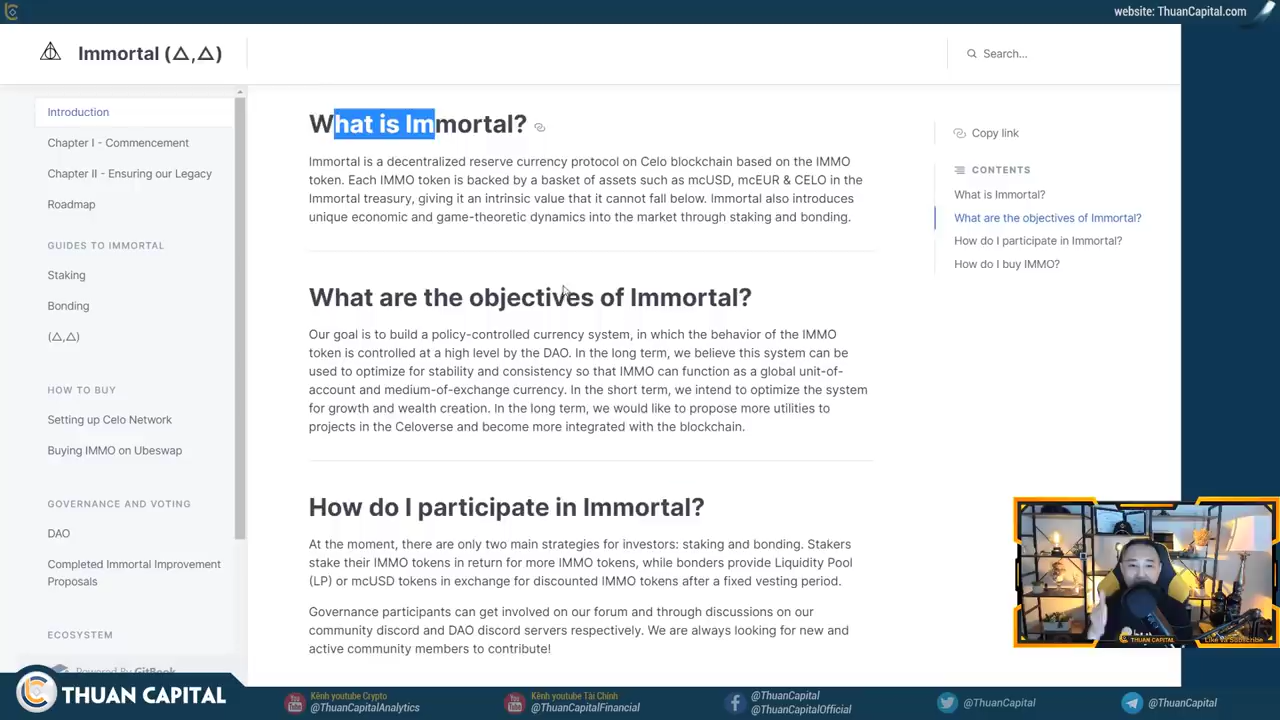 website: ThuanCapital.com
Immortal (△,△)
Search...
Introduction
Chapter I - Commencement
Chapter II - Ensuring our Legacy
Roadmap
GUIDES TO IMMORTAL
Staking
Bonding
(△,△)
HOW TO BUY
Setting up Celo Network
Buying IMMO on Ubeswap
GOVERNANCE AND VOTING
DAO
Completed Immortal Improvement
Proposals
ECOSYSTEM
Powered By GitBook
What is Immortal?
Immortal is a decentralized reserve currency protocol on Celo blockchain based on the IMMO
token. Each IMMO token is backed by a basket of assets such as mcUSD, mcEUR & CELO in the
Immortal treasury, giving it an intrinsic value that it cannot fall below. Immortal also introduces
unique economic and game-theoretic dynamics into the market through staking and bonding.
What are the objectives of Immortal?
Our goal is to build a policy-controlled currency system, in which the behavior of the IMMO
token is controlled at a high level by the DAO. In the long term, we believe this system can be
used to optimize for stability and consistency so that IMMO can function as a global unit-of-
account and medium-of-exchange currency. In the short term, we intend to optimize the system
for growth and wealth creation. In the long term, we would like to propose more utilities to
projects in the Celoverse and become more integrated with the blockchain.
How do I participate in Immortal?
At the moment, there are only two main strategies for investors: staking and bonding. Stakers
stake their IMMO tokens in return for more IMMO tokens, while bonders provide Liquidity Pool
(LP) or mcUSD tokens in exchange for discounted IMMO tokens after a fixed vesting period.
Governance participants can get involved on our forum and through discussions on our
community discord and DAO discord servers respectively. We are always looking for new and
active community members to contribute!
Copy link
CONTENTS
What is Immortal?
What are the objectives of Immortal?
How do I participate in Immortal?
How do I buy IMMO?
THUAN CAPITAL
Like và Subscribe
THUAN CAPITAL
Kênh youtube Crypto
@ThuanCapitalAnalytics
Kênh youtube Tài Chính
@ThuanCapitalFinancial
@ThuanCapital
@ThuanCapitalOfficial
@ThuanCapital
@ThuanCapital